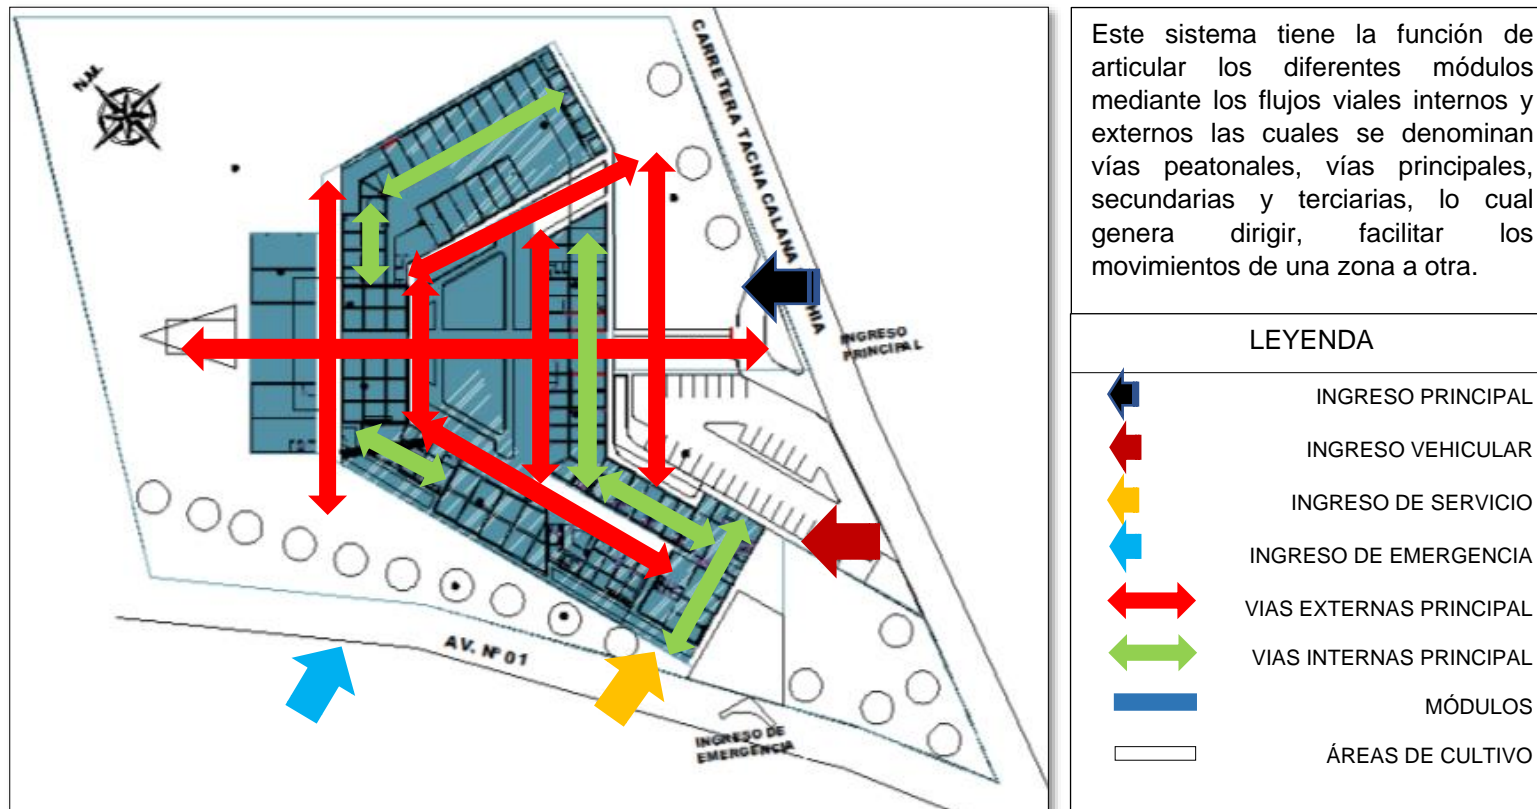 N.M.
CARRETERA TACNA CALANA
HIA
INGRESO
PRINCIPAL
AV. Nº 01
INGRESO DE
EMERGENCIA
Este sistema tiene la función de
articular los diferentes módulos
mediante los flujos viales internos y
externos las cuales se denominan
vías peatonales, vías principales,
secundarias y terciarias, lo cual
genera dirigir, facilitar los
movimientos de una zona a otra.
LEYENDA
INGRESO PRINCIPAL
INGRESO VEHICULAR
INGRESO DE SERVICIO
INGRESO DE EMERGENCIA
VIAS EXTERNAS PRINCIPAL
VIAS INTERNAS PRINCIPAL
MÓDULOS
ÁREAS DE CULTIVO